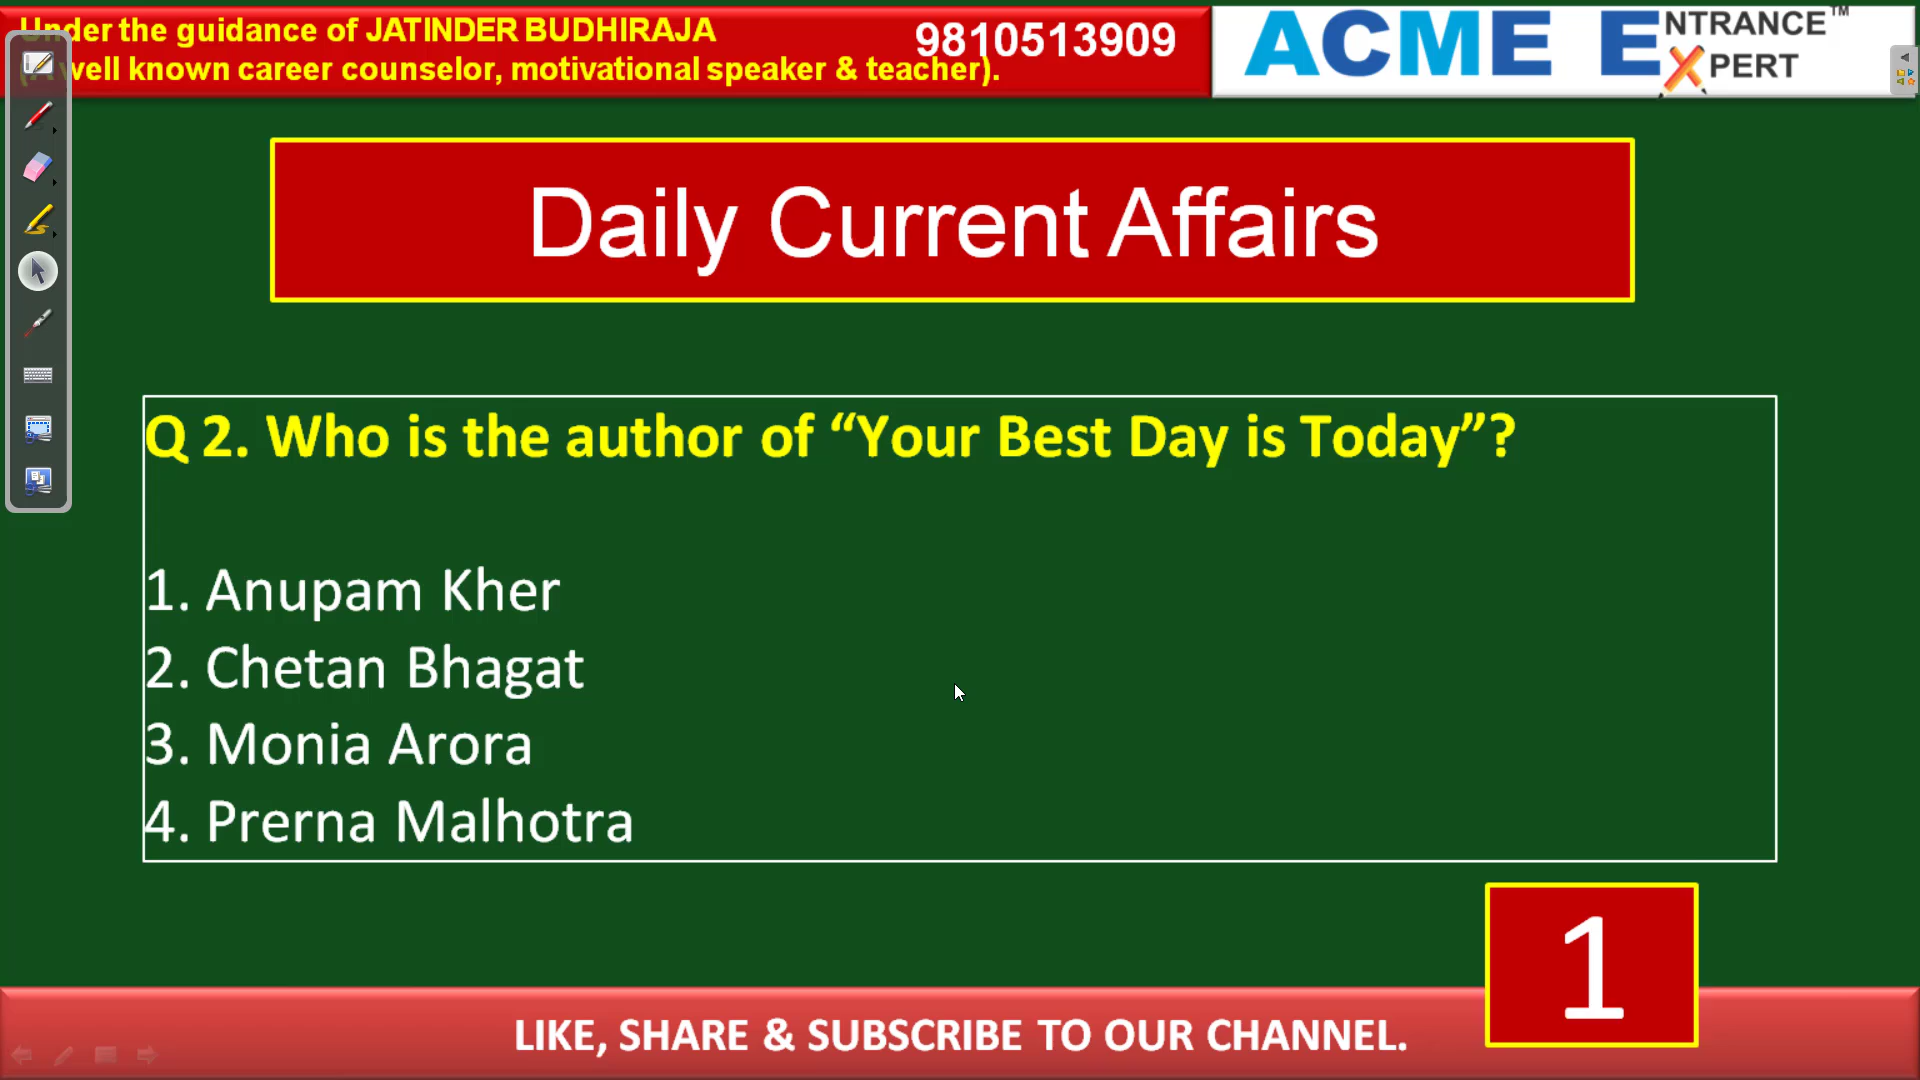 Under the guidance of JATINDER BUDHIRAJA
(A well known career counselor, motivational speaker & teacher).
9810513909
ACME ENTRANCE EXPERT™
Daily Current Affairs
Q 2. Who is the author of “Your Best Day is Today”?
1. Anupam Kher
2. Chetan Bhagat
3. Monia Arora
4. Prerna Malhotra
1
LIKE, SHARE & SUBSCRIBE TO OUR CHANNEL.